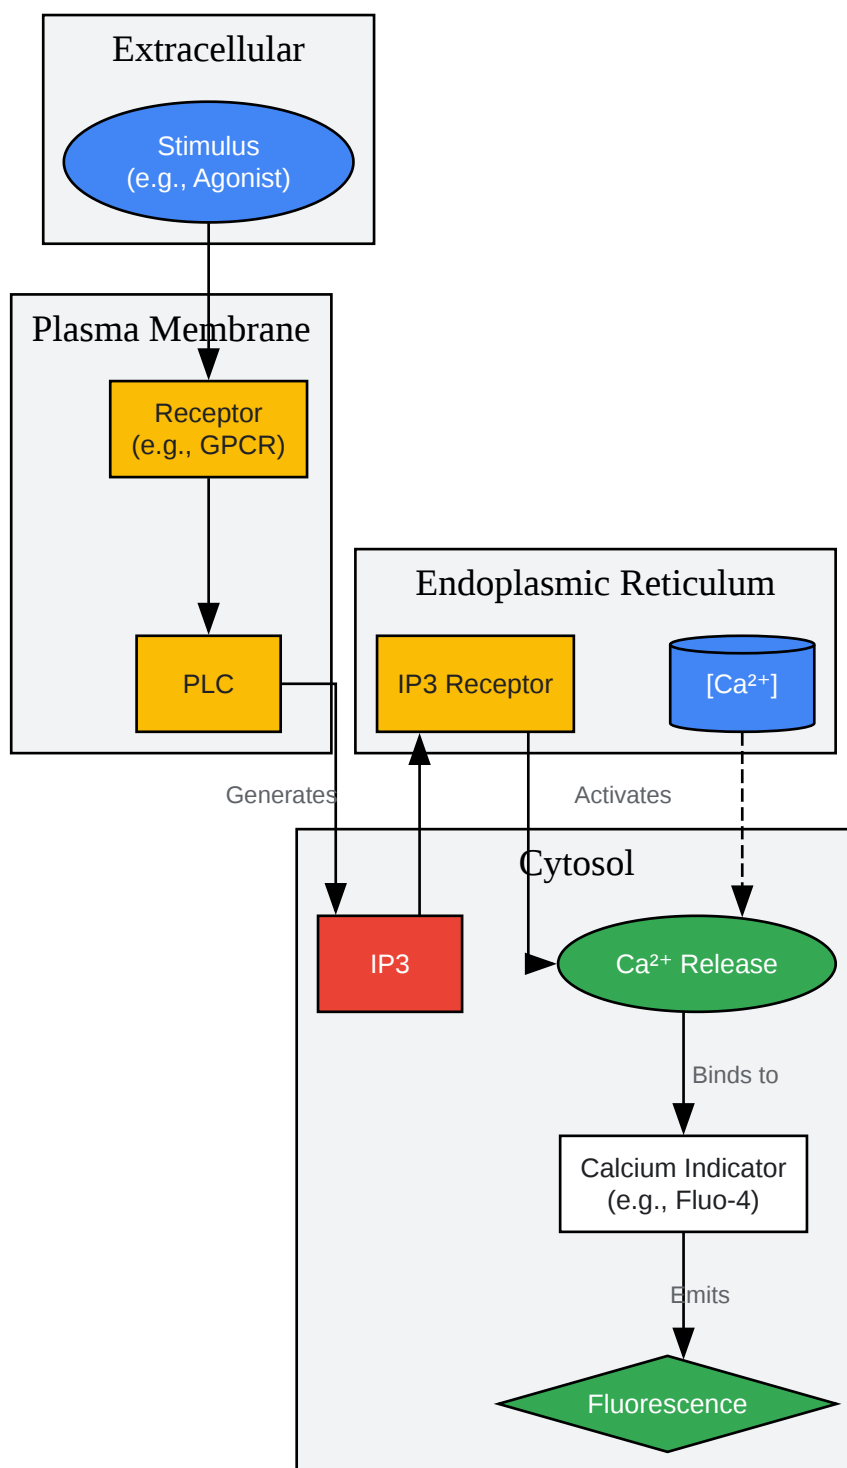 Extracellular
Stimulus
(e.g., Agonist)
Plasma Membrane
Receptor
(e.g., GPCR)
Endoplasmic Reticulum
PLC
IP3 Receptor
[Ca²⁺]
Generates
Activates
Cytosol
IP3
Ca²⁺ Release
Binds to
Calcium Indicator
(e.g., Fluo-4)
Emits
Fluorescence